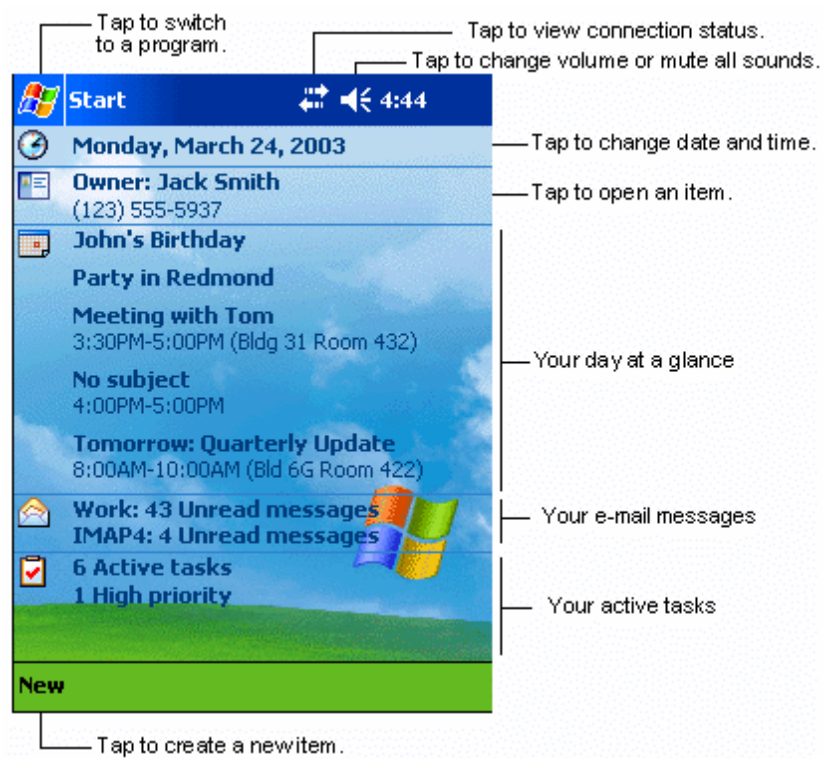 Tap to switch
to a program.
Tap to view connection status.
Tap to change volume or mute all sounds.
Start
4:44
Monday, March 24, 2003
Tap to change date and time.
Owner: Jack Smith
(123) 555-5937
Tap to open an item.
John's Birthday
Party in Redmond
Meeting with Tom
3:30PM-5:00PM (Bldg 31 Room 432)
No subject
4:00PM-5:00PM
Tomorrow: Quarterly Update
8:00AM-10:00AM (Bld 6G Room 422)
Your day at a glance
Work: 43 Unread messages
IMAP4: 4 Unread messages
Your e-mail messages
6 Active tasks
1 High priority
Your active tasks
New
Tap to create a new item.